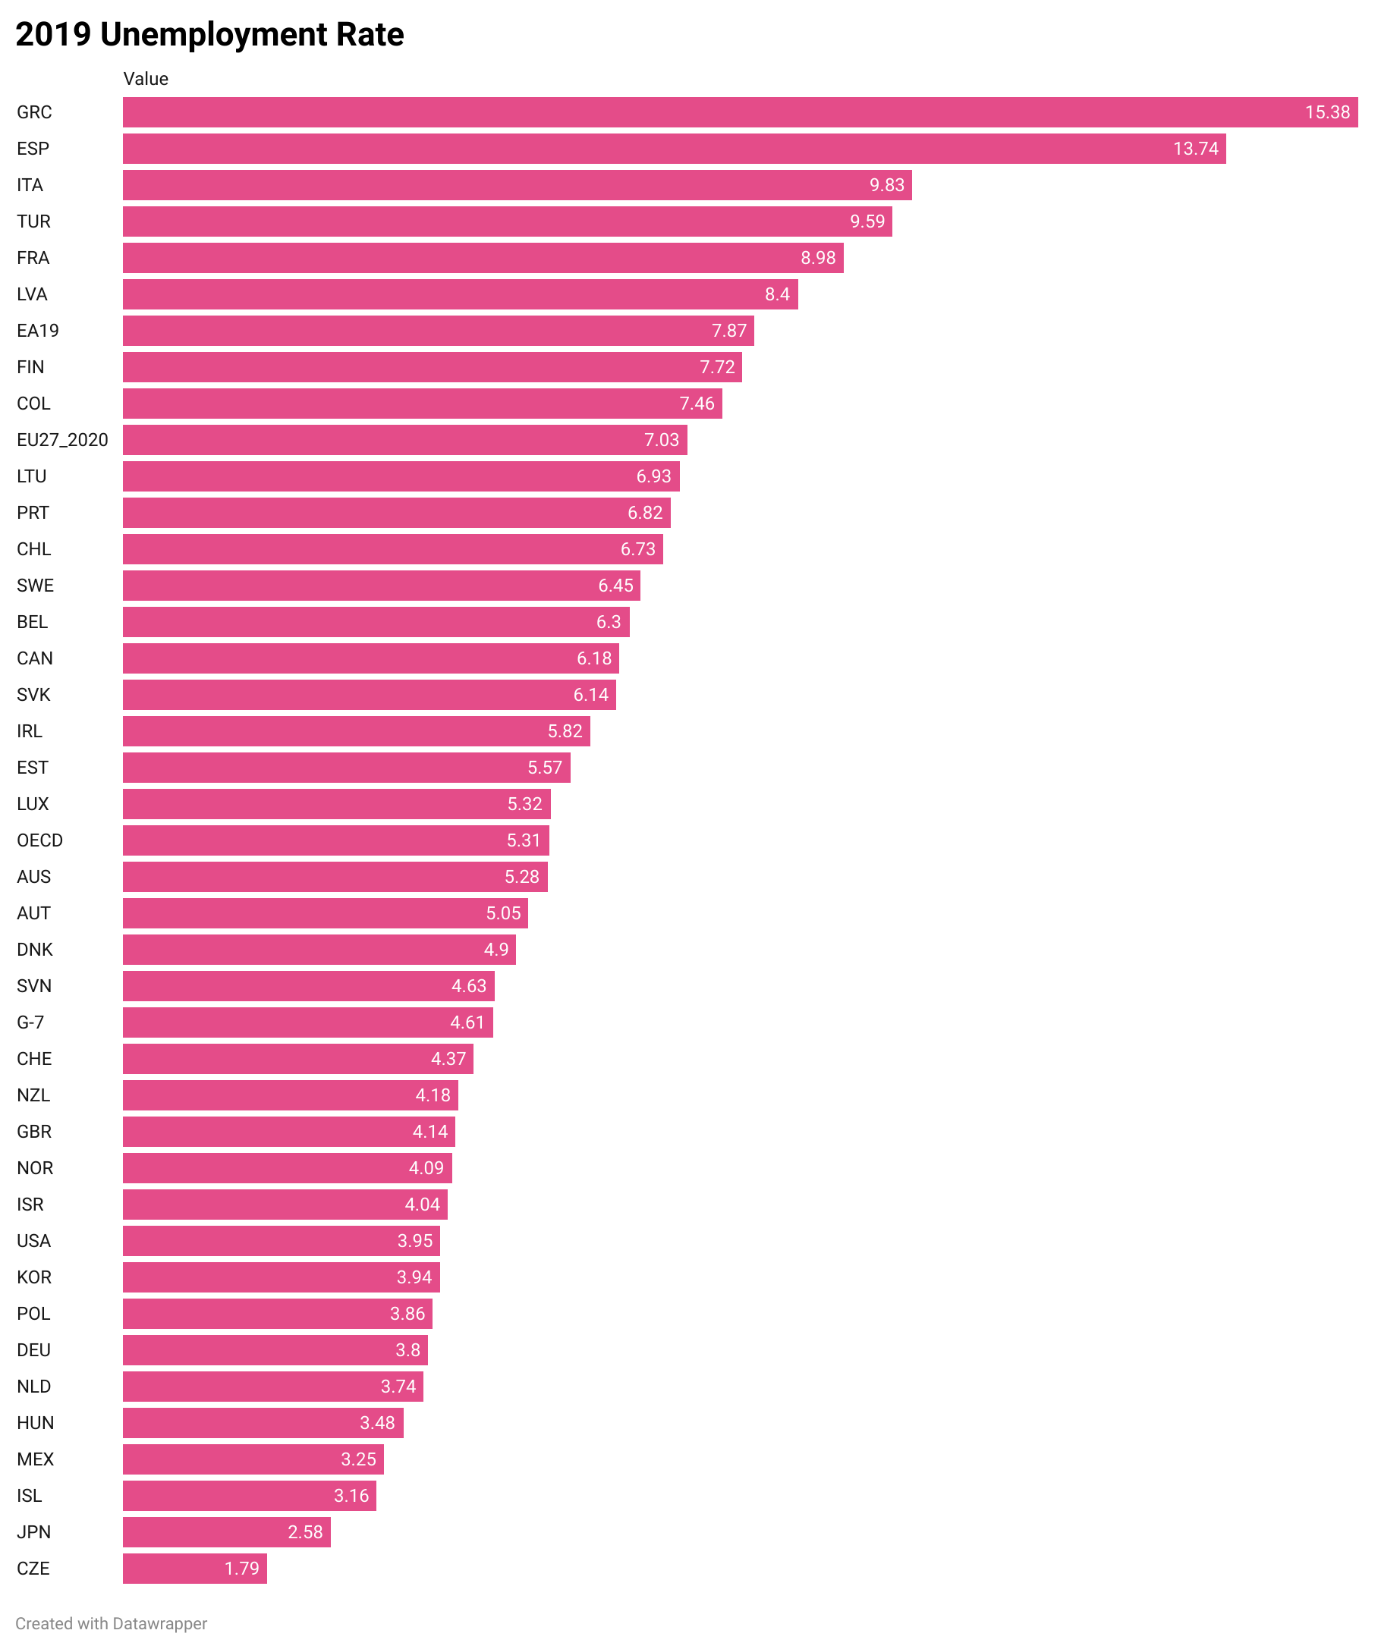 2019 Unemployment Rate
Value
GRC 15.38
ESP 13.74
ITA 9.83
TUR 9.59
FRA 8.98
LVA 8.4
EA19 7.87
FIN 7.72
COL 7.46
EU27_2020 7.03
LTU 6.93
PRT 6.82
CHL 6.73
SWE 6.45
BEL 6.3
CAN 6.18
SVK 6.14
IRL 5.82
EST 5.57
LUX 5.32
OECD 5.31
AUS 5.28
AUT 5.05
DNK 4.9
SVN 4.63
G-7 4.61
CHE 4.37
NZL 4.18
GBR 4.14
NOR 4.09
ISR 4.04
USA 3.95
KOR 3.94
POL 3.86
DEU 3.8
NLD 3.74
HUN 3.48
MEX 3.25
ISL 3.16
JPN 2.58
CZE 1.79
Created with Datawrapper